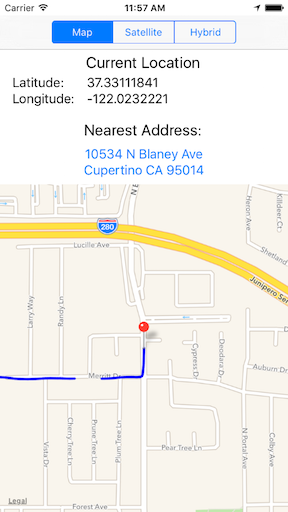 Carrier 11:57 AM
Map Satellite Hybrid
Current Location
Latitude: 37.33111841
Longitude: -122.0232221
Nearest Address:
10534 N Blaney Ave
Cupertino CA 95014
N E
Killdeer Ct
Heron Ave
280
Lucille Ave
Shetland
Junipero Ser
Larry Way
Randy Ln
Cypress Dr
Deodara Dr
Auburn Dr
Merritt Dr
Cherry Tree Ln
Prune Tree Ln
Plum Tree Ln
Vista Dr
Pear Tree Ln
N Portal Ave
Colby Ave
Legal
Forest Ave